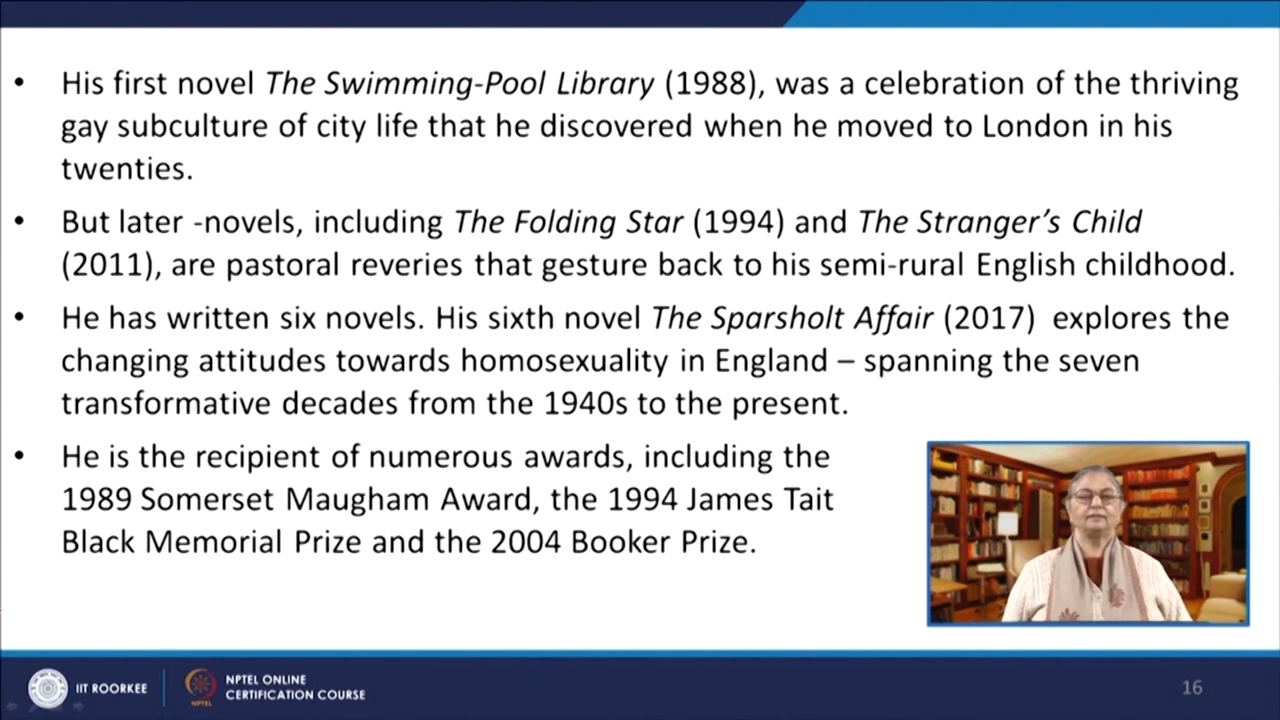 • His first novel The Swimming-Pool Library (1988), was a celebration of the thriving
gay subculture of city life that he discovered when he moved to London in his
twenties.
• But later -novels, including The Folding Star (1994) and The Stranger’s Child
(2011), are pastoral reveries that gesture back to his semi-rural English childhood.
• He has written six novels. His sixth novel The Sparsholt Affair (2017) explores the
changing attitudes towards homosexuality in England – spanning the seven
transformative decades from the 1940s to the present.
• He is the recipient of numerous awards, including the
1989 Somerset Maugham Award, the 1994 James Tait
Black Memorial Prize and the 2004 Booker Prize.
IIT ROORKEE
NPTEL
NPTEL ONLINE
CERTIFICATION COURSE
16